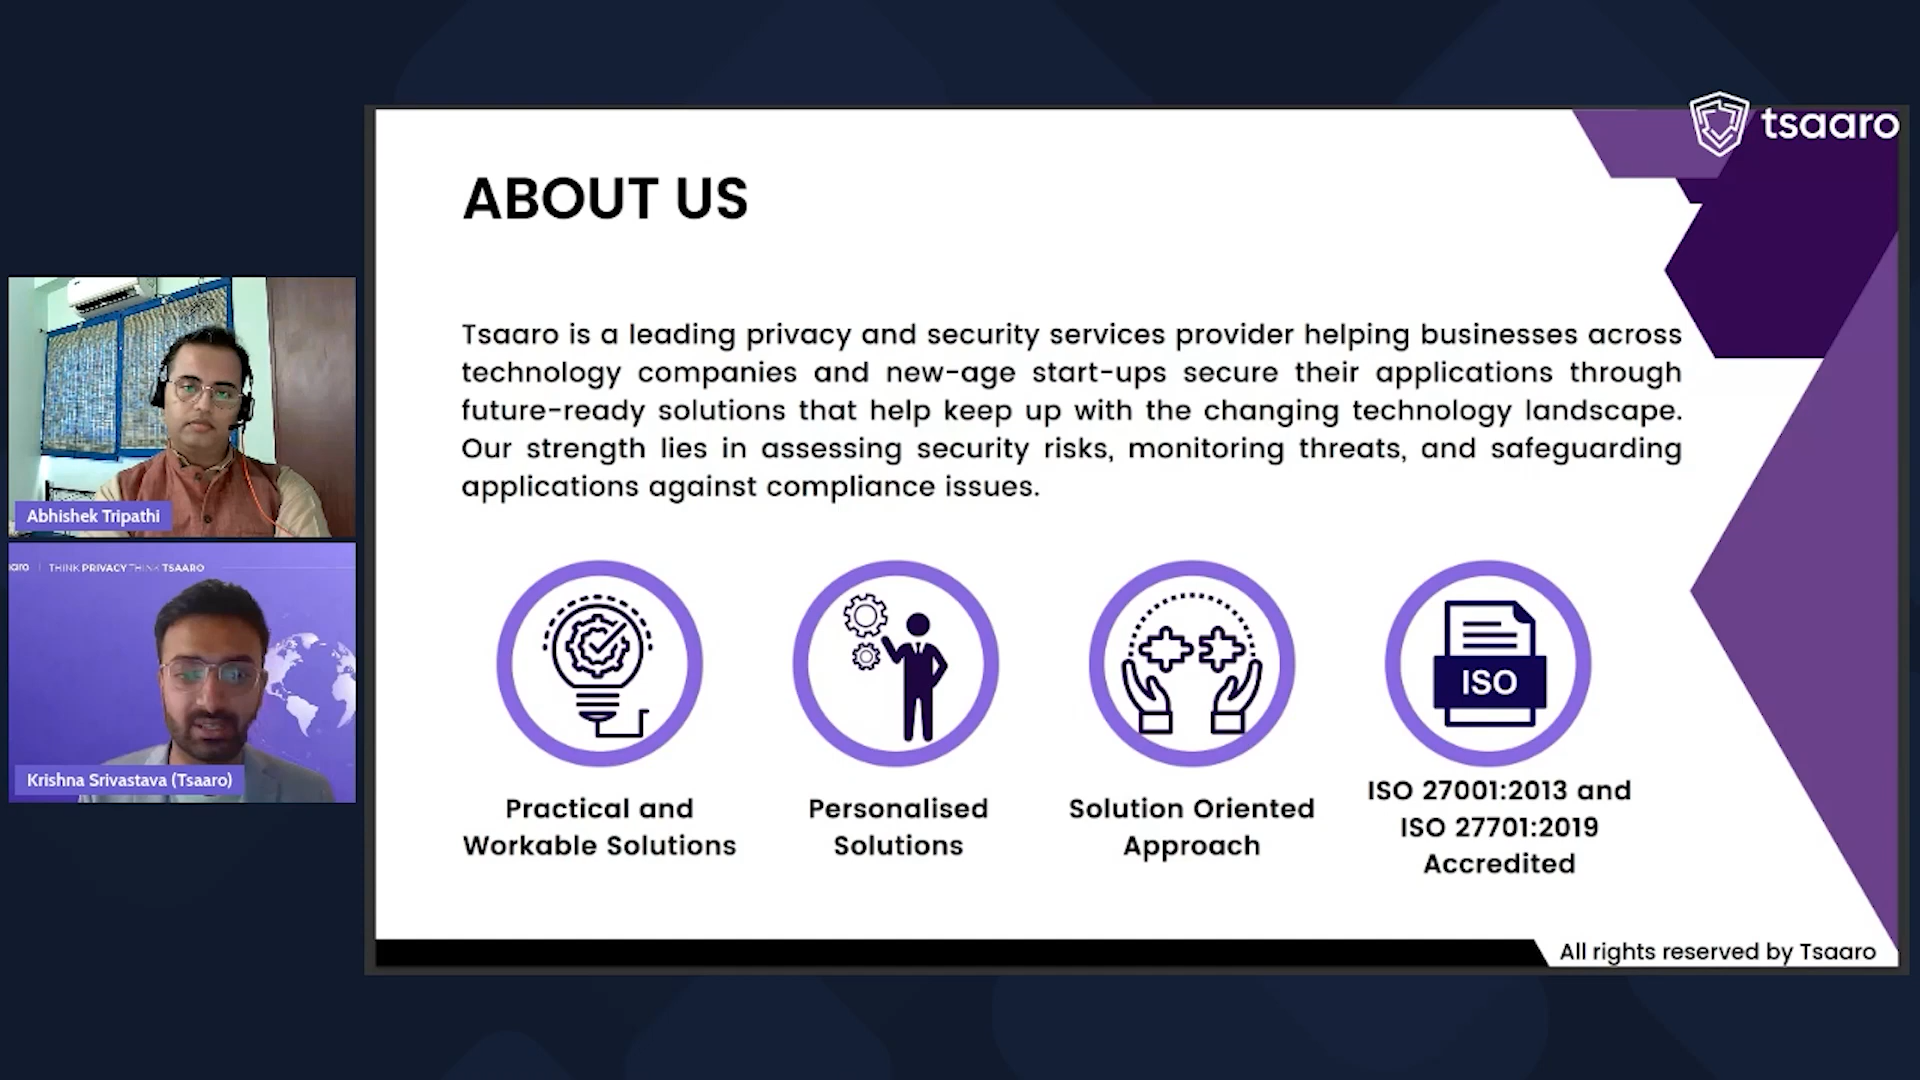 tsaaro
ABOUT US
Tsaaro is a leading privacy and security services provider helping businesses across
technology companies and new-age start-ups secure their applications through
future-ready solutions that help keep up with the changing technology landscape.
Our strength lies in assessing security risks, monitoring threats, and safeguarding
applications against compliance issues.
Abhishek Tripathi
aaro | THINK PRIVACY THINK TSAARO
Krishna Srivastava (Tsaaro)
ISO
Practical and
Workable Solutions
Personalised
Solutions
Solution Oriented
Approach
ISO 27001:2013 and
ISO 27701:2019
Accredited
All rights reserved by Tsaaro